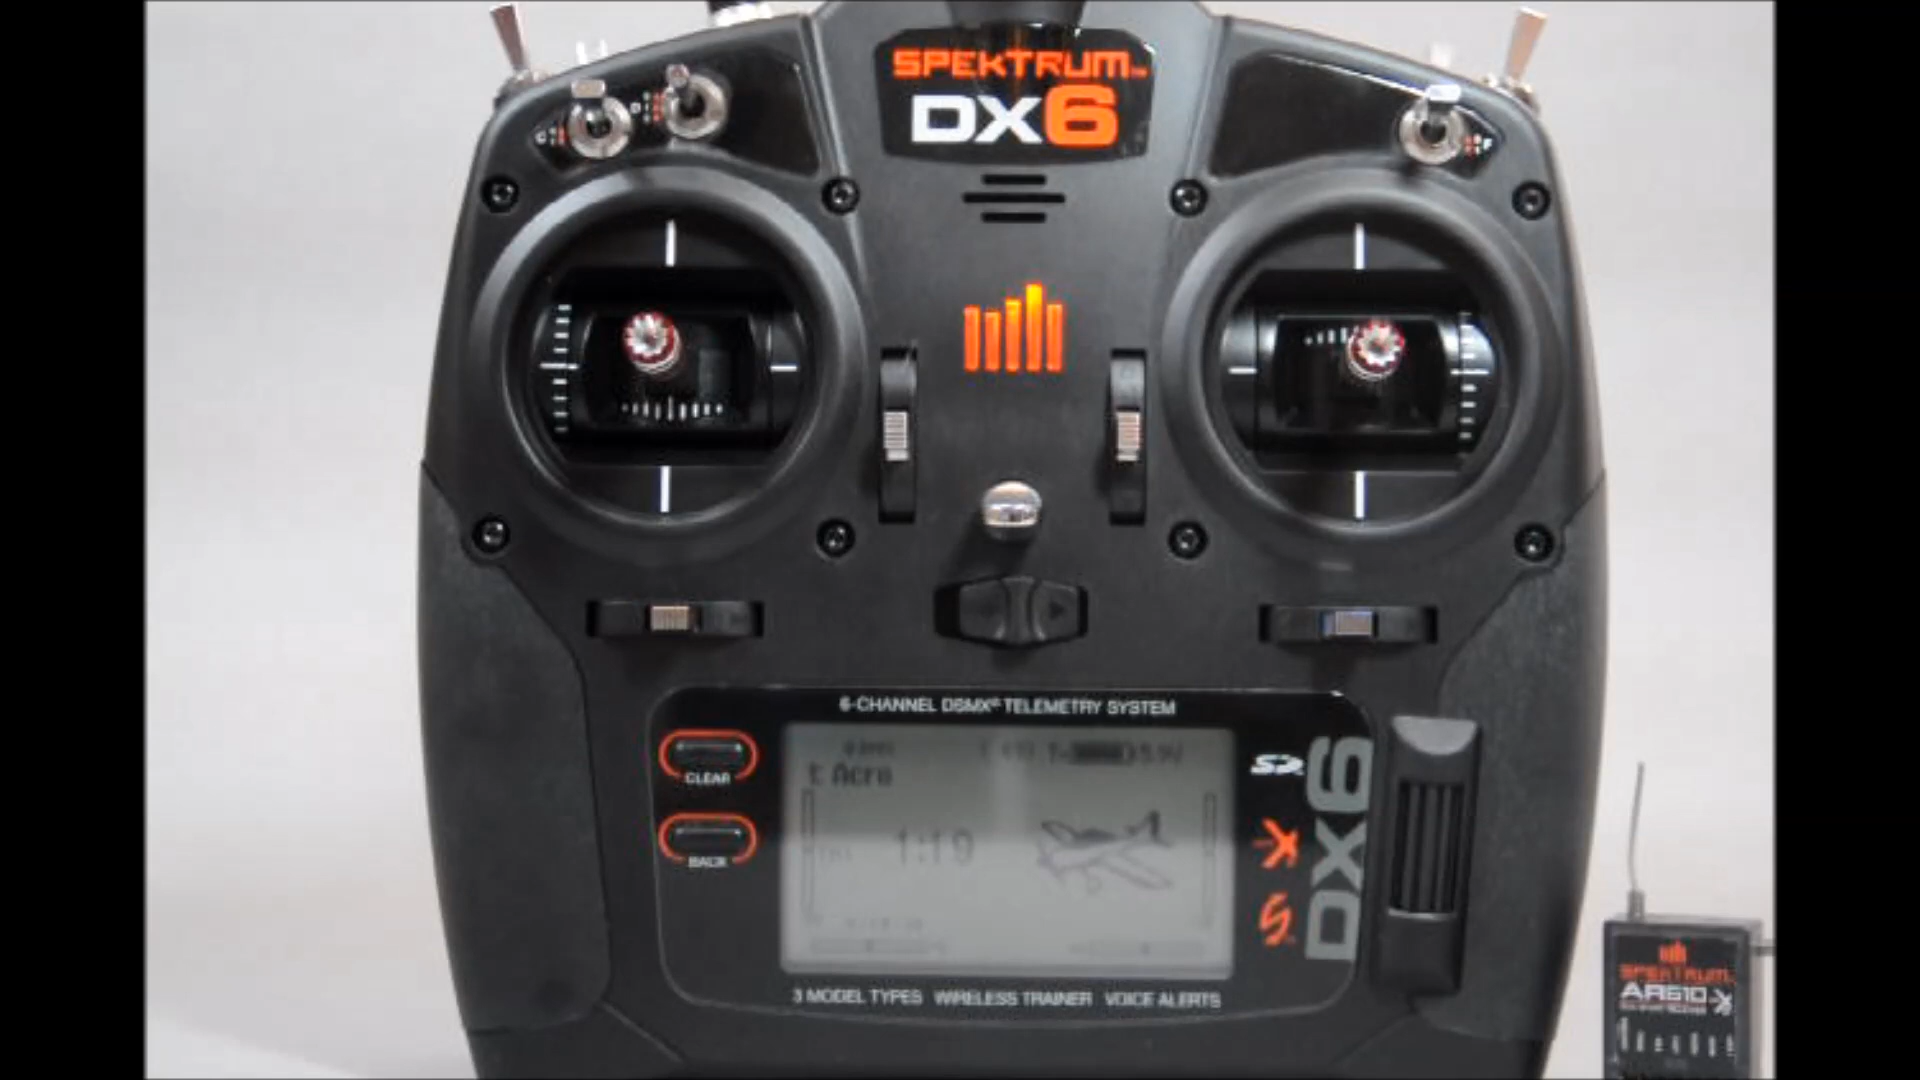 SPEKTRUM
DX6
C
D
F
6-CHANNEL DSMX® TELEMETRY SYSTEM
CLEAR
BACK
Acro
1:19
SD
DX6
3 MODEL TYPES WIRELESS TRAINER VOICE ALERTS
SPEKTRUM
AR610